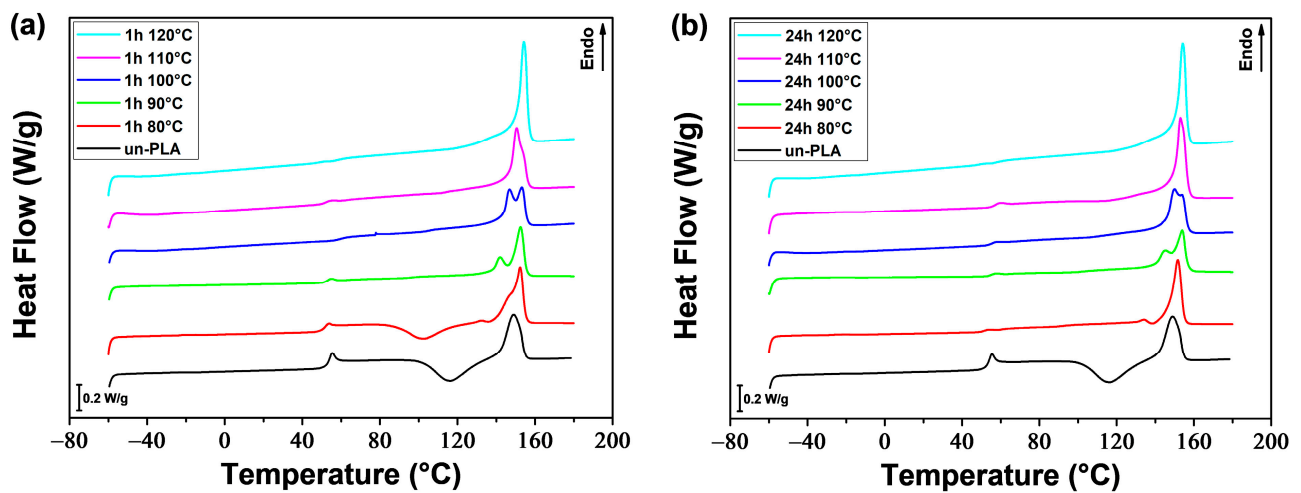 (a)
1h 120°C
1h 110°C
1h 100°C
1h 90°C
1h 80°C
un-PLA
Endo
Heat Flow (W/g)
0.2 W/g
−80 −40 0 40 80 120 160 200
Temperature (°C)
(b)
24h 120°C
24h 110°C
24h 100°C
24h 90°C
24h 80°C
un-PLA
Endo
Heat Flow (W/g)
0.2 W/g
−80 −40 0 40 80 120 160 200
Temperature (°C)